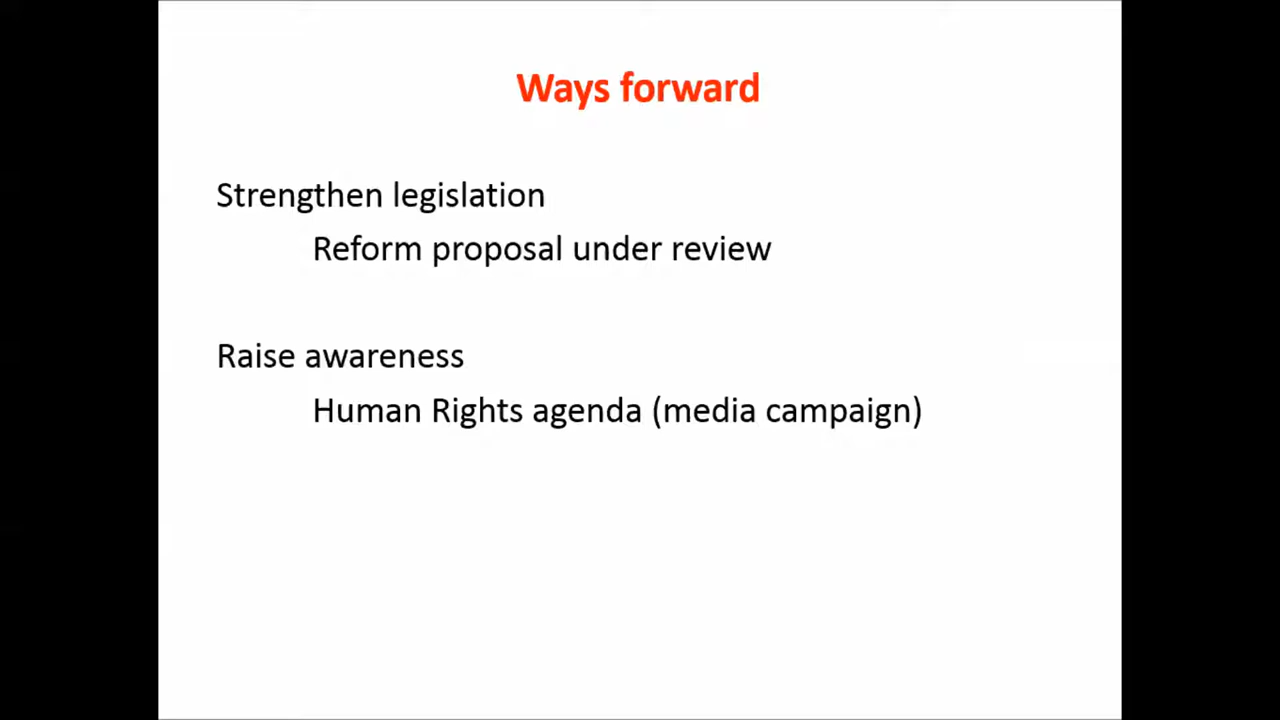 Ways forward
Strengthen legislation
Reform proposal under review
Raise awareness
Human Rights agenda (media campaign)